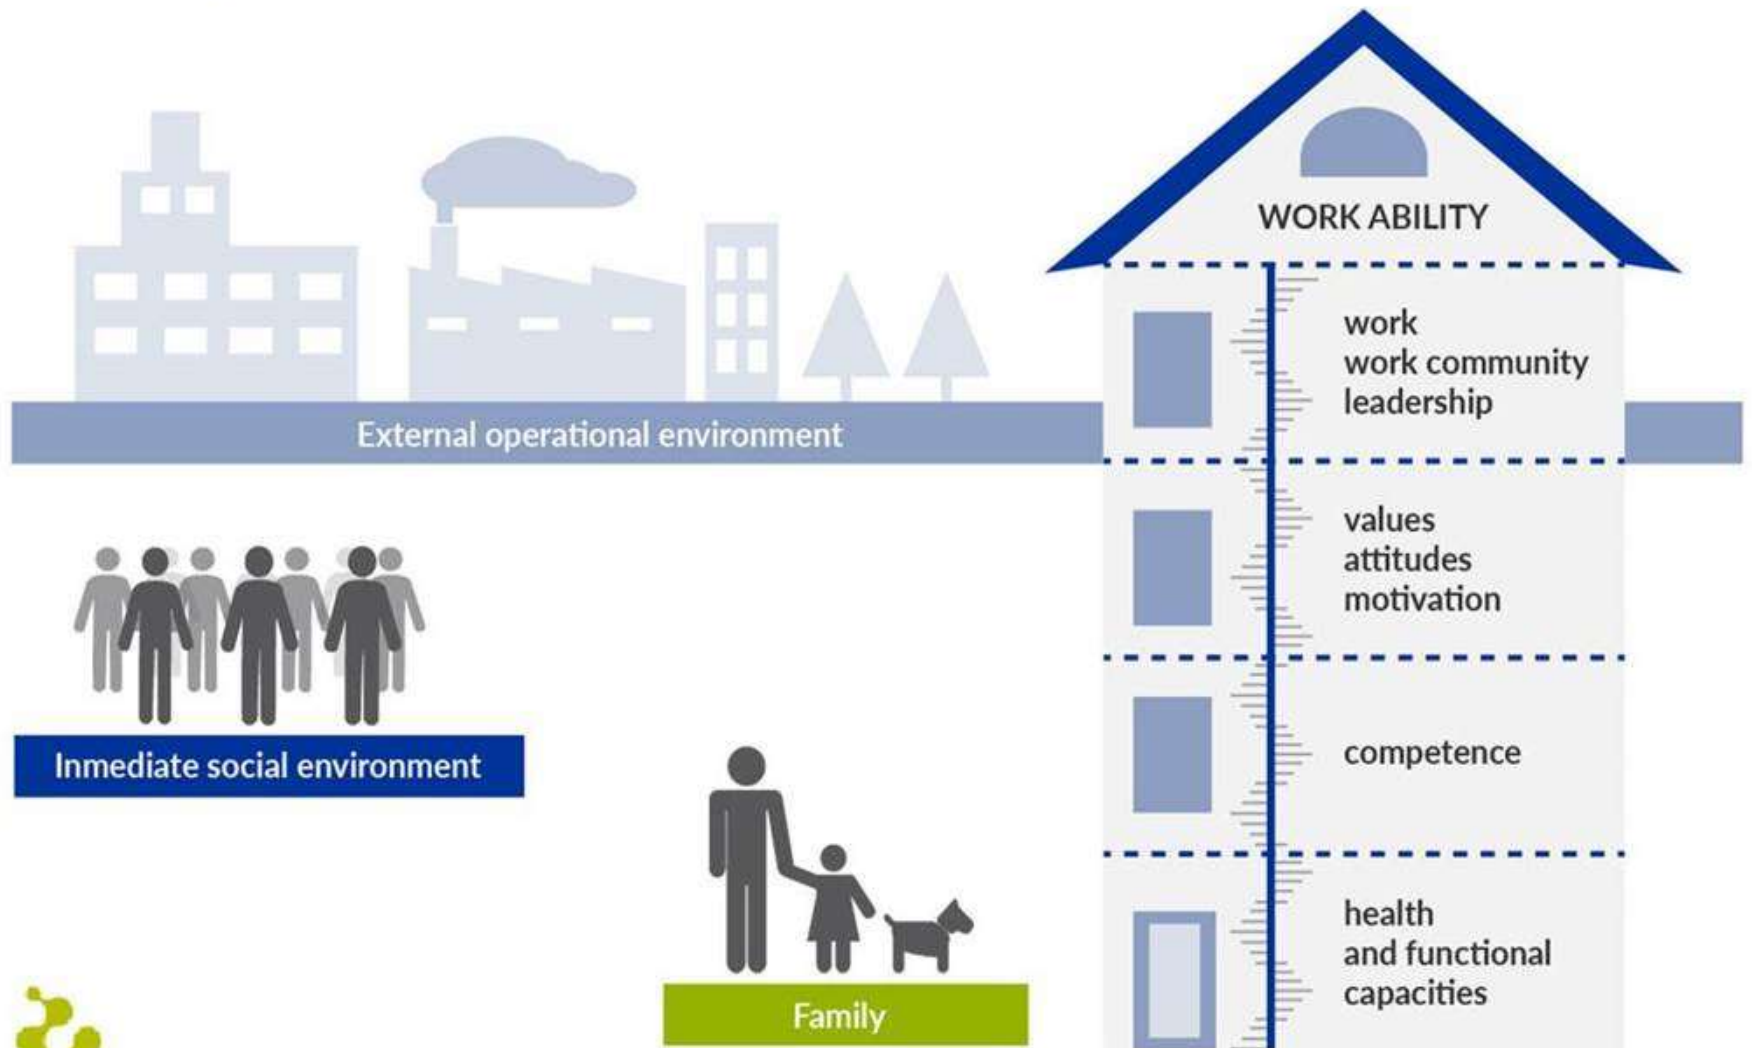 WORK ABILITY
work
work community
leadership
External operational environment
values
attitudes
motivation
Inmediate social environment
competence
health
and functional
capacities
Family